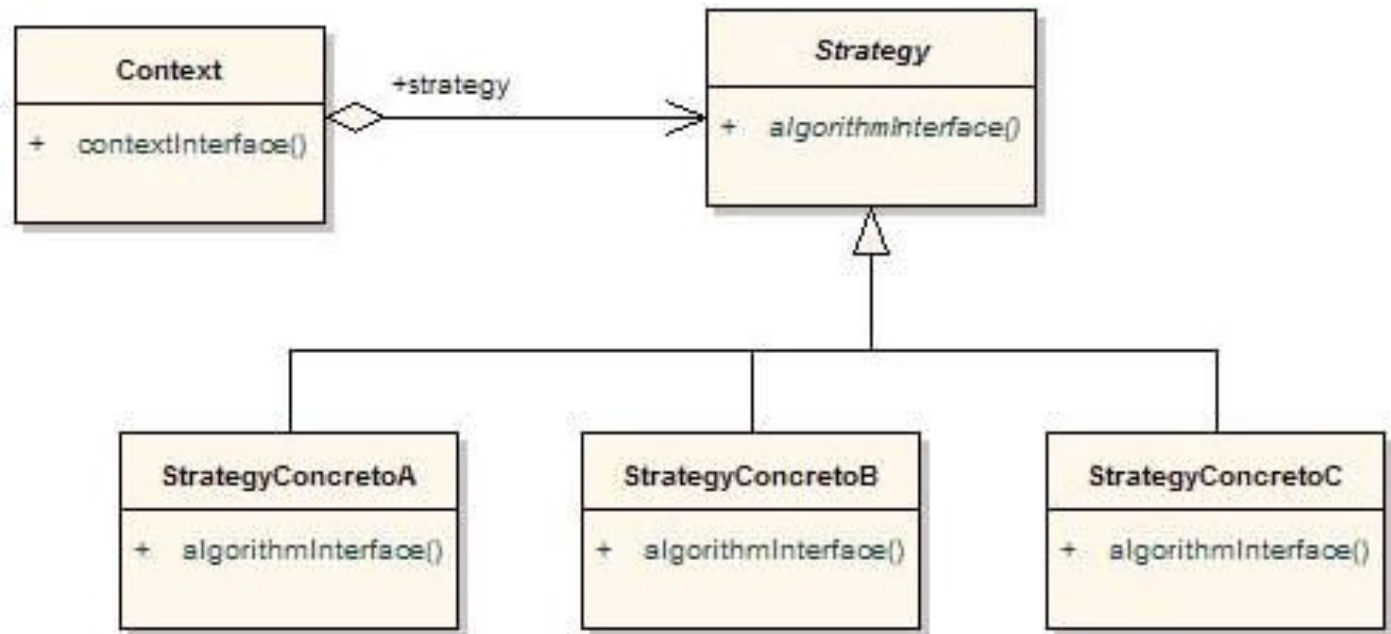 Context
+ contextInterface()
+strategy
Strategy
+ algorithmInterface()
StrategyConcretoA
+ algorithmInterface()
StrategyConcretoB
+ algorithmInterface()
StrategyConcretoC
+ algorithmInterface()